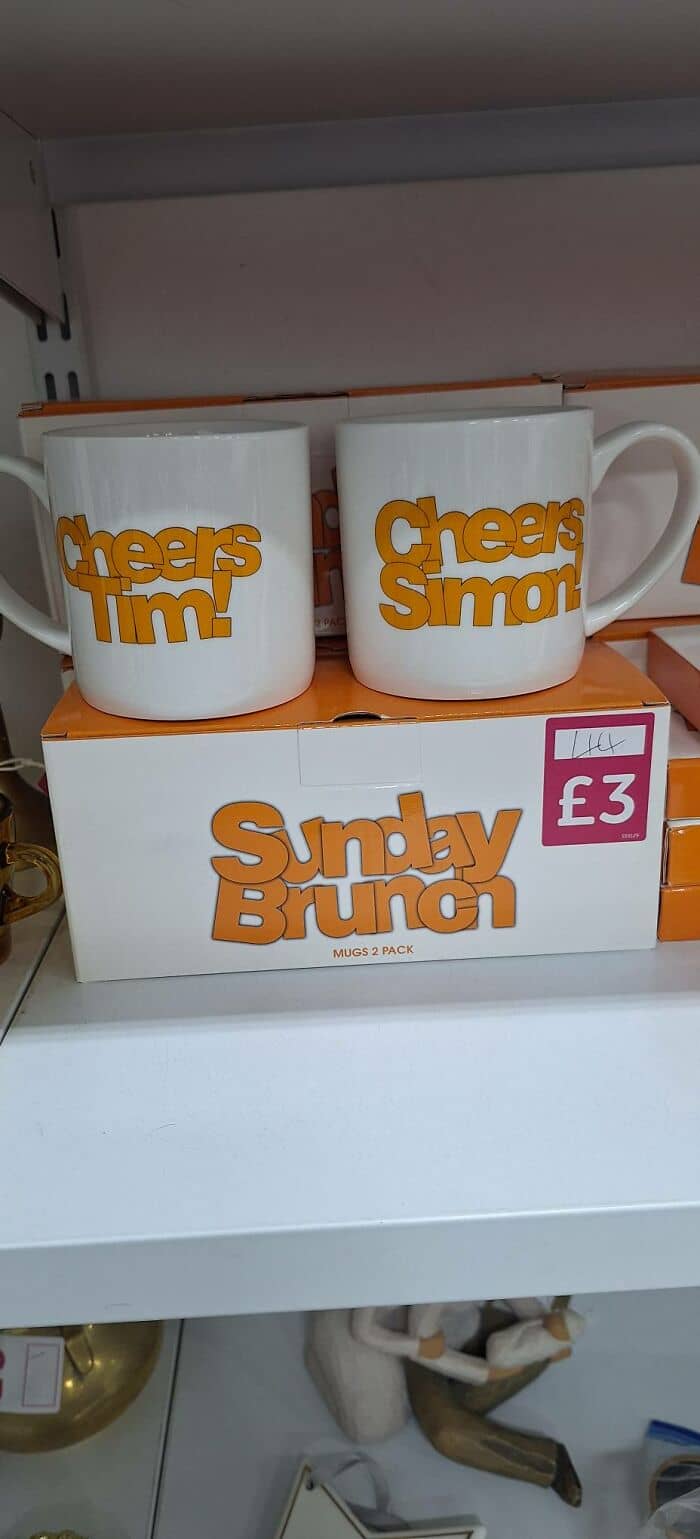 Cheers
Tim!
Cheers
Simon!
£3
Sunday
Brunch
MUGS 2 PACK